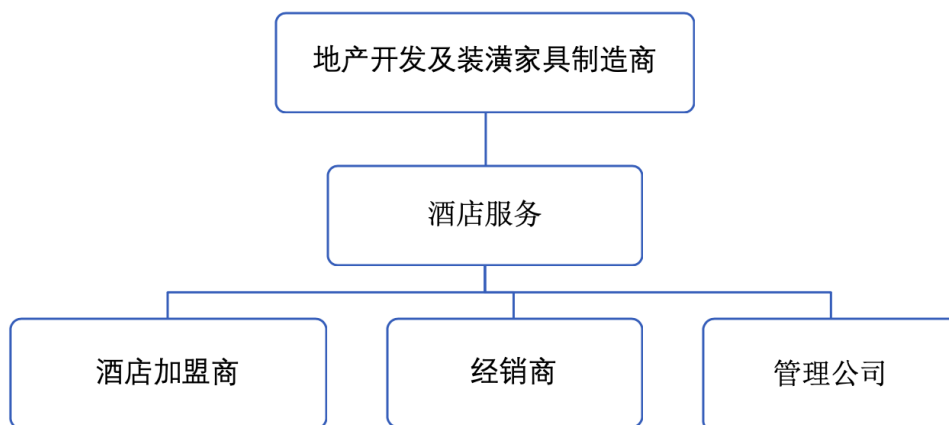 地产开发及装潢家具制造商
酒店服务
酒店加盟商
经销商
管理公司